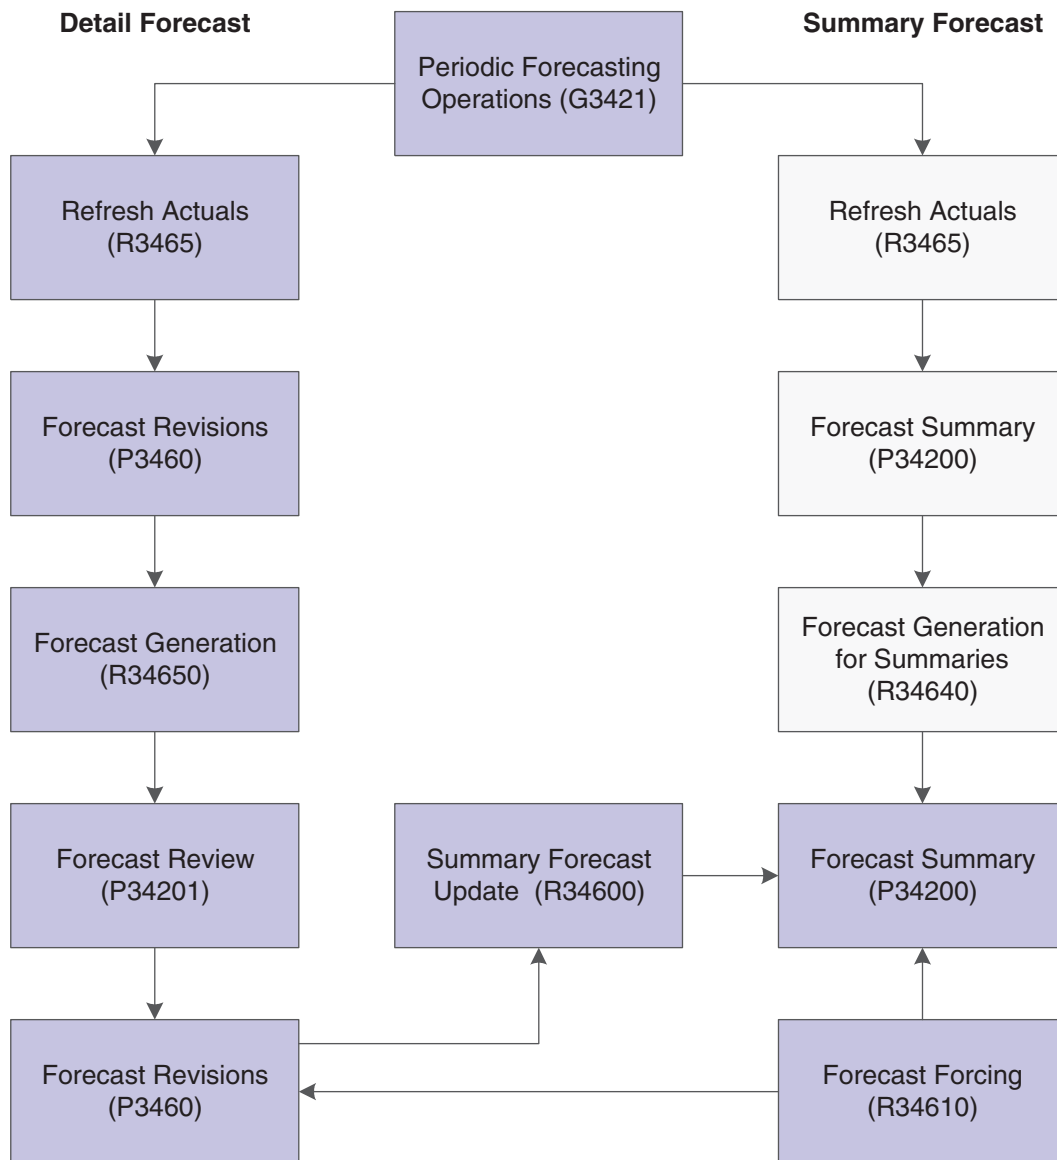 Detail Forecast
Summary Forecast
Periodic Forecasting
Operations (G3421)
Refresh Actuals
(R3465)
Refresh Actuals
(R3465)
Forecast Revisions
(P3460)
Forecast Summary
(P34200)
Forecast Generation
(R34650)
Forecast Generation
for Summaries
(R34640)
Forecast Review
(P34201)
Summary Forecast
Update (R34600)
Forecast Summary
(P34200)
Forecast Revisions
(P3460)
Forecast Forcing
(R34610)